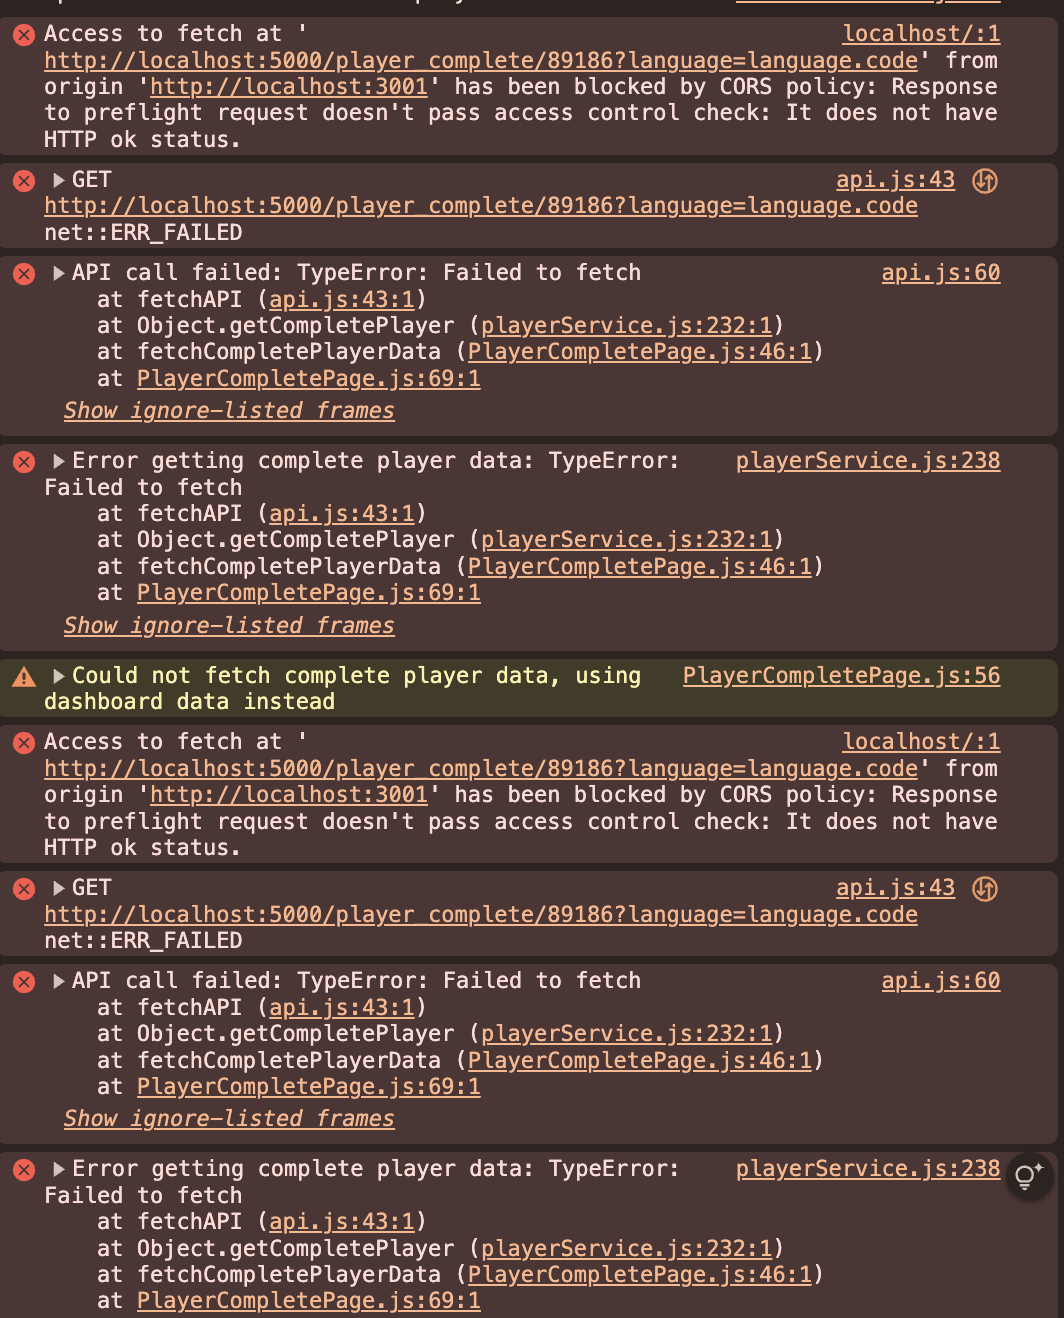 Access to fetch at ' localhost/:1
http://localhost:5000/player_complete/89186?language=language.code' from
origin 'http://localhost:3001' has been blocked by CORS policy: Response
to preflight request doesn't pass access control check: It does not have
HTTP ok status.
GET api.js:43
http://localhost:5000/player_complete/89186?language=language.code
net::ERR_FAILED
API call failed: TypeError: Failed to fetch api.js:60
at fetchAPI (api.js:43:1)
at Object.getCompletePlayer (playerService.js:232:1)
at fetchCompletePlayerData (PlayerCompletePage.js:46:1)
at PlayerCompletePage.js:69:1
Show ignore-listed frames
Error getting complete player data: TypeError: playerService.js:238
Failed to fetch
at fetchAPI (api.js:43:1)
at Object.getCompletePlayer (playerService.js:232:1)
at fetchCompletePlayerData (PlayerCompletePage.js:46:1)
at PlayerCompletePage.js:69:1
Show ignore-listed frames
Could not fetch complete player data, using PlayerCompletePage.js:56
dashboard data instead
Access to fetch at ' localhost/:1
http://localhost:5000/player_complete/89186?language=language.code' from
origin 'http://localhost:3001' has been blocked by CORS policy: Response
to preflight request doesn't pass access control check: It does not have
HTTP ok status.
GET api.js:43
http://localhost:5000/player_complete/89186?language=language.code
net::ERR_FAILED
API call failed: TypeError: Failed to fetch api.js:60
at fetchAPI (api.js:43:1)
at Object.getCompletePlayer (playerService.js:232:1)
at fetchCompletePlayerData (PlayerCompletePage.js:46:1)
at PlayerCompletePage.js:69:1
Show ignore-listed frames
Error getting complete player data: TypeError: playerService.js:238
Failed to fetch
at fetchAPI (api.js:43:1)
at Object.getCompletePlayer (playerService.js:232:1)
at fetchCompletePlayerData (PlayerCompletePage.js:46:1)
at PlayerCompletePage.js:69:1